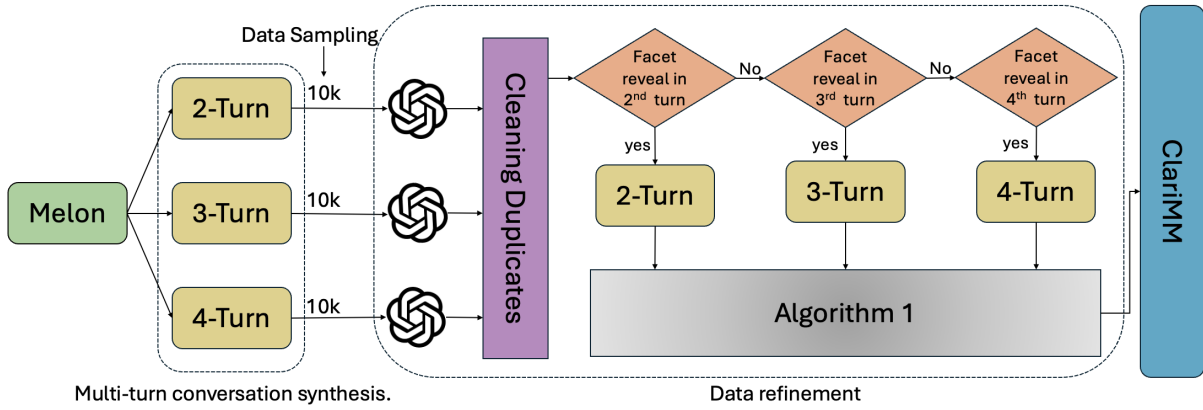 Data Sampling
Melon
2-Turn
3-Turn
4-Turn
10k
10k
10k
Cleaning Duplicates
Facet
reveal in
2nd turn
No
Facet
reveal in
3rd turn
No
Facet
reveal in
4th turn
yes
yes
yes
2-Turn
3-Turn
4-Turn
Algorithm 1
ClariMM
Multi-turn conversation synthesis.
Data refinement